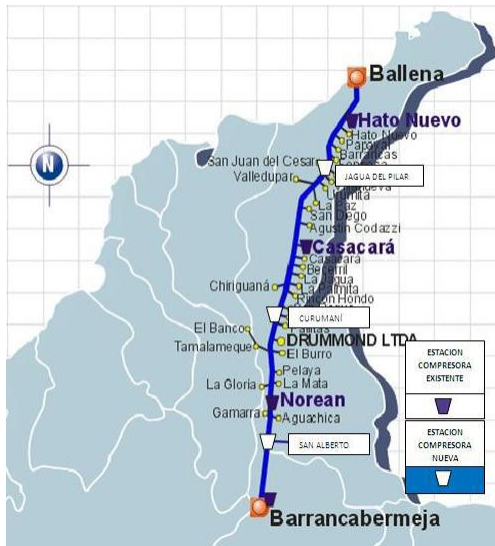 Ballena
Hato Nuevo
Hato Nuevo
Papayal
Barrancas
San Juan del Cesar
JAGUA DEL PILAR
Valledupar
Urumita
La Paz
San Diego
Agustin Codazzi
Casacará
Casacará
Becerril
La Jagua
Chiriguaná
La Palmita
Rincon Hondo
CURUMANÍ
El Banco
DRUMMOND LTDA
Tamalameque
El Burro
ESTACION
COMPRESORA
EXISTENTE
Pelaya
La Gloria
La Mata
Norean
Gamarra
Aguachica
ESTACION
COMPRESORA
NUEVA
SAN ALBERTO
Barrancabermeja
N